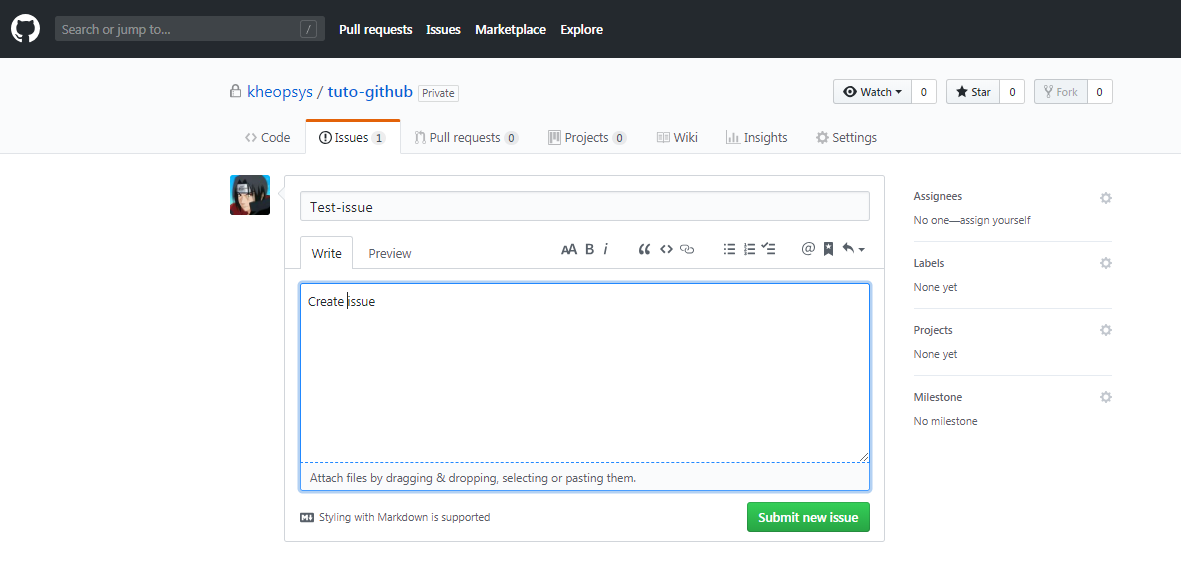 Search or jump to... /
Pull requests Issues Marketplace Explore
kheopsys / tuto-github Private
Watch 0 Star 0 Fork 0
Code Issues 1 Pull requests 0 Projects 0 Wiki Insights Settings
Test-issue
Write Preview
AA B i
Create issue
Attach files by dragging & dropping, selecting or pasting them.
Styling with Markdown is supported
Submit new issue
Assignees
No one—assign yourself
Labels
None yet
Projects
None yet
Milestone
No milestone